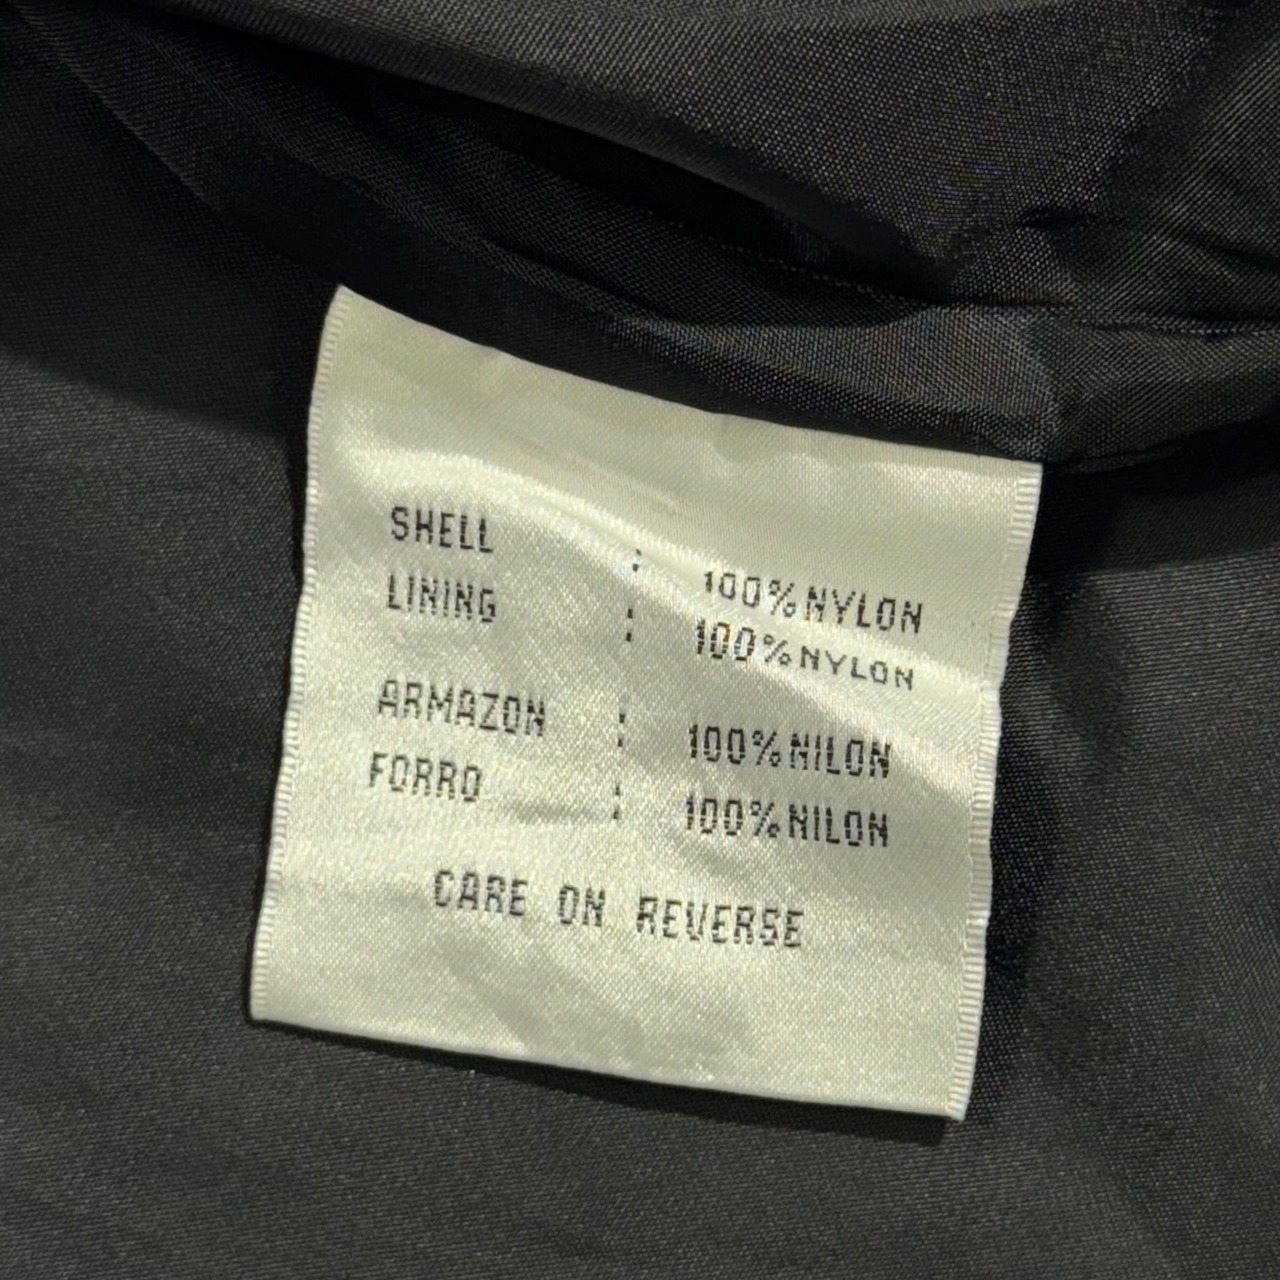 SHELL : 100%NYLON
LINING : 100%NYLON
ARMAZON : 100%NILON
FORRO : 100%NILON
CARE ON REVERSE